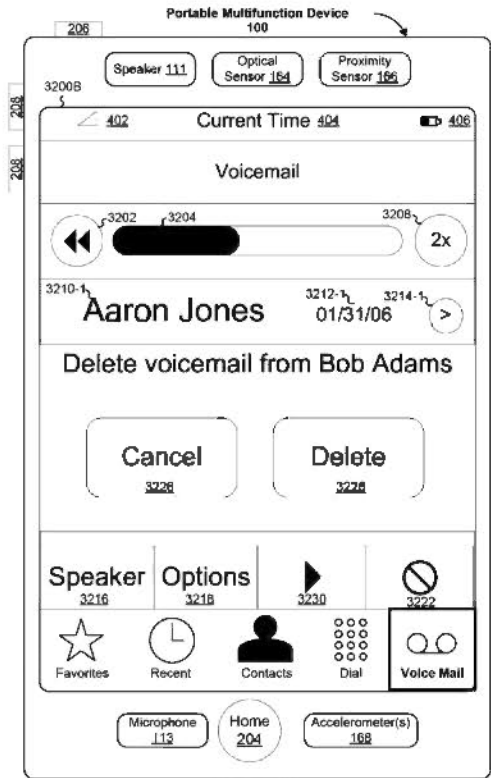 Portable Multifunction Device
100
206
Speaker 111
Optical
Sensor 164
Proximity
Sensor 166
208
3200B
402
Current Time 404
406
208
Voicemail
3202
3204
3208
2x
3210-1
3212-1
3214-1
Aaron Jones
01/31/06
>
Delete voicemail from Bob Adams
Cancel
3226
Delete
3226
Speaker
3216
Options
3218
3230
3222
Favorites
Recent
Contacts
Dial
Voice Mail
Microphone
113
Home
204
Accelerometer(s)
168